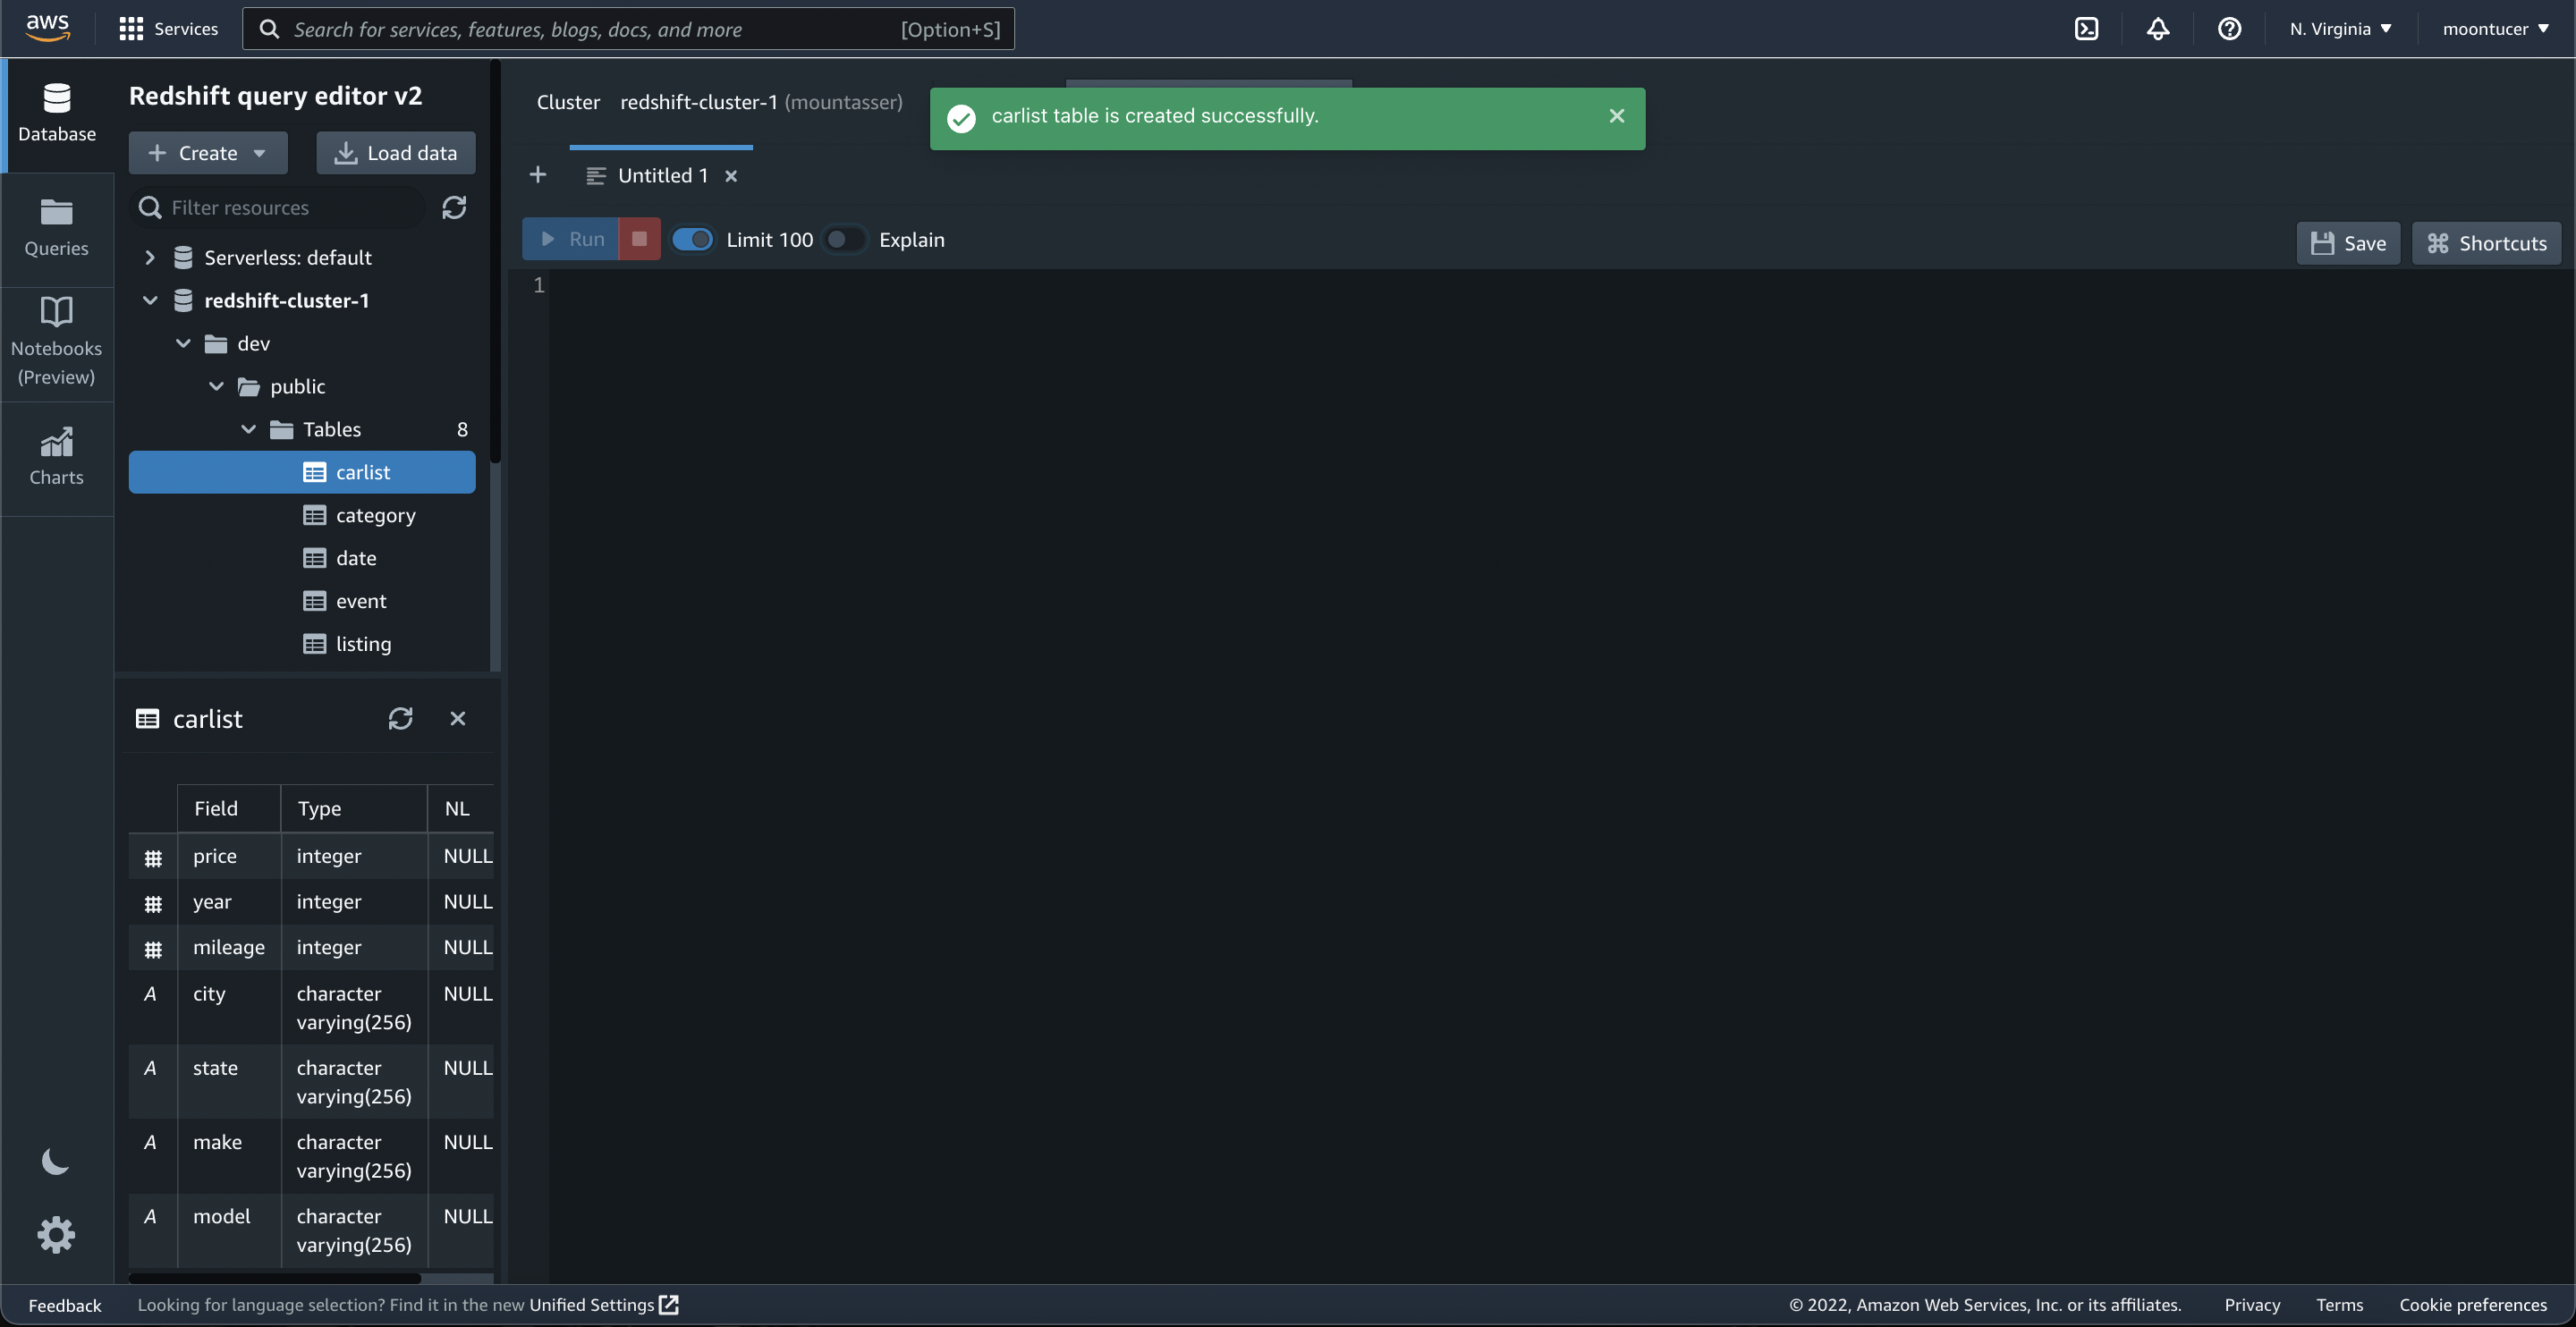 aws
Services
Search for services, features, blogs, docs, and more [Option+S]
N. Virginia
moontucer
Database
Queries
Notebooks
(Preview)
Charts
Redshift query editor v2
Create
Load data
Filter resources
Serverless: default
redshift-cluster-1
dev
public
Tables 8
carlist
category
date
event
listing
carlist
Field Type NL
price integer NULL
year integer NULL
mileage integer NULL
city character varying(256) NULL
state character varying(256) NULL
make character varying(256) NULL
model character varying(256) NULL
Cluster redshift-cluster-1 (mountasser)
carlist table is created successfully.
Untitled 1
Run
Limit 100
Explain
Save
Shortcuts
1
Feedback
Looking for language selection? Find it in the new Unified Settings
© 2022, Amazon Web Services, Inc. or its affiliates.
Privacy
Terms
Cookie preferences